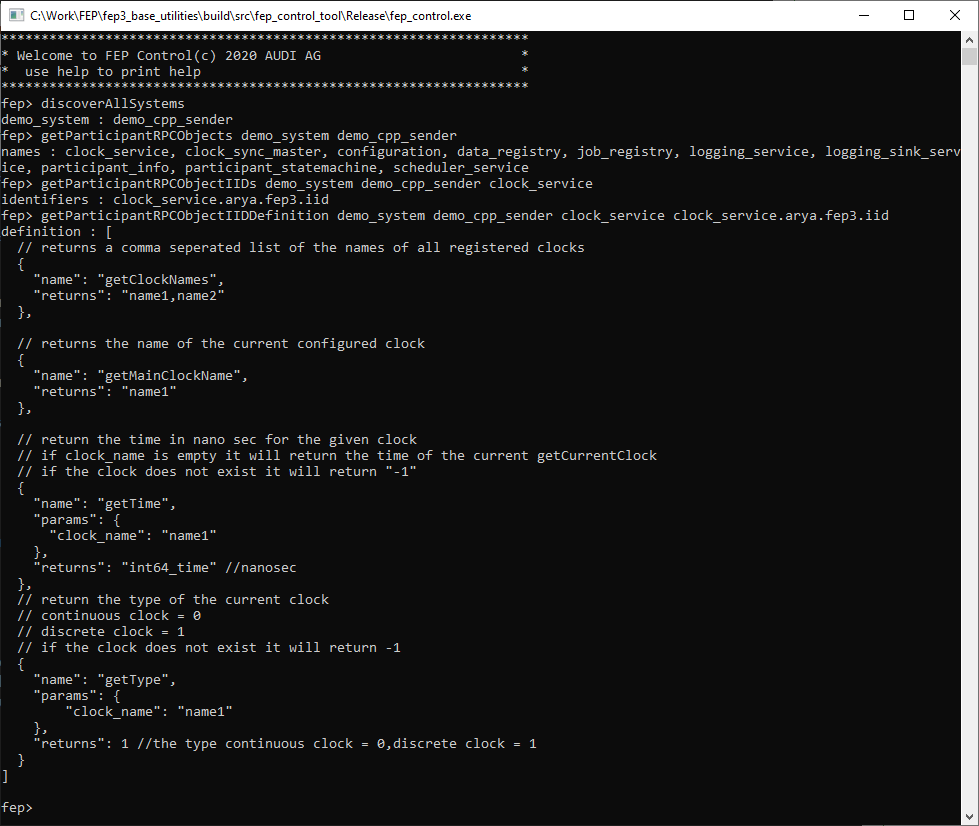 C:\Work\FEP\fep3_base_utilities\build\src\fep_control_tool\Release\fep_control.exe
******************************************************************
* Welcome to FEP Control(c) 2020 AUDI AG                         *
*  use help to print help                                        *
******************************************************************
fep> discoverAllSystems
demo_system : demo_cpp_sender
fep> getParticipantRPCObjects demo_system demo_cpp_sender
names : clock_service, clock_sync_master, configuration, data_registry, job_registry, logging_service, logging_sink_serv
ice, participant_info, participant_statemachine, scheduler_service
fep> getParticipantRPCObjectIIDs demo_system demo_cpp_sender clock_service
identifiers : clock_service.arya.fep3.iid
fep> getParticipantRPCObjectIIDDefinition demo_system demo_cpp_sender clock_service clock_service.arya.fep3.iid
definition : [
  // returns a comma seperated list of the names of all registered clocks
  {
    "name": "getClockNames",
    "returns": "name1,name2"
  },

  // returns the name of the current configured clock
  {
    "name": "getMainClockName",
    "returns": "name1"
  },

  // return the time in nano sec for the given clock
  // if clock_name is empty it will return the time of the current getCurrentClock
  // if the clock does not exist it will return "-1"
  {
    "name": "getTime",
    "params": {
      "clock_name": "name1"
    },
    "returns": "int64_time" //nanosec
  },
  // return the type of the current clock
  // continuous clock = 0
  // discrete clock = 1
  // if the clock does not exist it will return -1
  {
    "name": "getType",
    "params": {
        "clock_name": "name1"
    },
    "returns": 1 //the type continuous clock = 0,discrete clock = 1
  }
]

fep>